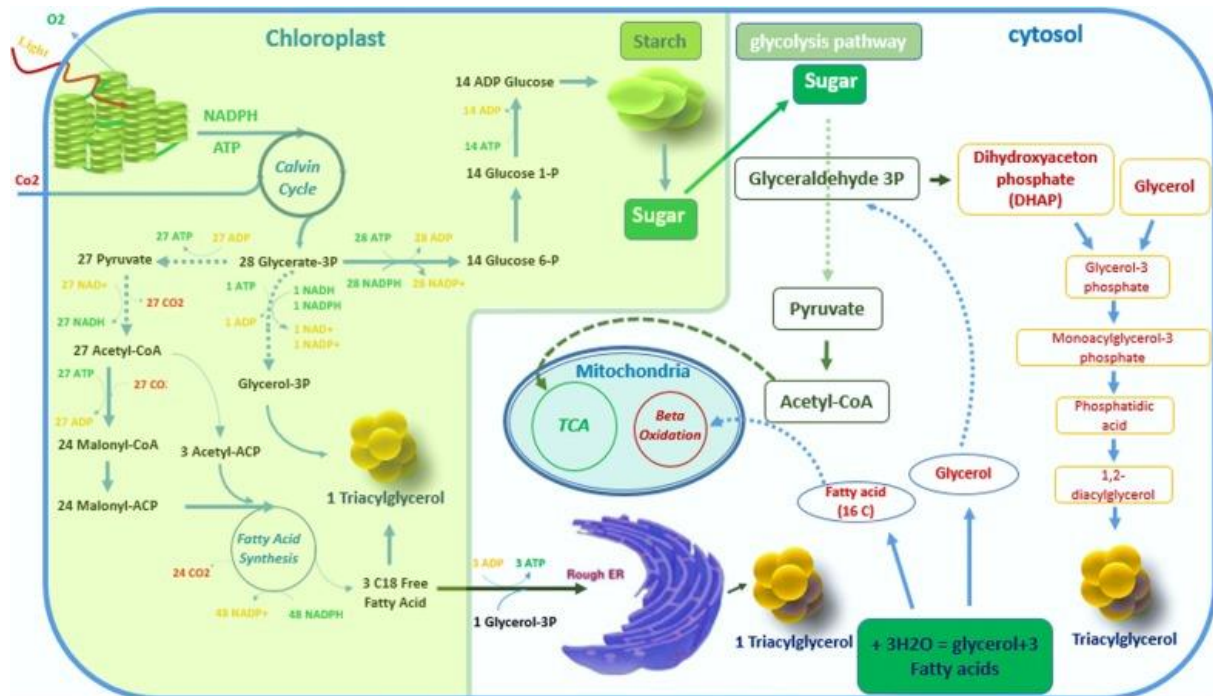 O2
Light
Chloroplast
NADPH
ATP
Calvin
Cycle
Co2
27 ATP
27 ADP
27 Pyruvate
28 Glycerate-3P
28 ATP
28 ADP
28 NADPH
28 NADP+
14 Glucose 6-P
14 Glucose 1-P
14 ATP
14 ADP
14 ADP Glucose
Starch
Sugar
27 NAD+
27 CO2
27 NADH
1 ATP
1 NADH
1 NADPH
1 ADP
1 NAD+
1 NADP+
27 Acetyl-CoA
Glycerol-3P
27 ATP
27 CO
27 ADP
24 Malonyl-CoA
3 Acetyl-ACP
24 Malonyl-ACP
1 Triacylglycerol
Fatty Acid
Synthesis
24 CO2
48 NADP+
48 NADPH
3 C18 Free
Fatty Acid
3 ADP
3 ATP
1 Glycerol-3P
Rough ER
1 Triacylglycerol
glycolysis pathway
cytosol
Sugar
Glyceraldehyde 3P
Dihydroxyaceton
phosphate
(DHAP)
Glycerol
Glycerol-3
phosphate
Pyruvate
Monoacylglycerol-3
phosphate
Mitochondria
Acetyl-CoA
TCA
Beta
Oxidation
Phosphatidic
acid
Glycerol
1,2-
diacylglycerol
Fatty acid
(16 C)
+ 3H2O = glycerol+3
Fatty acids
Triacylglycerol